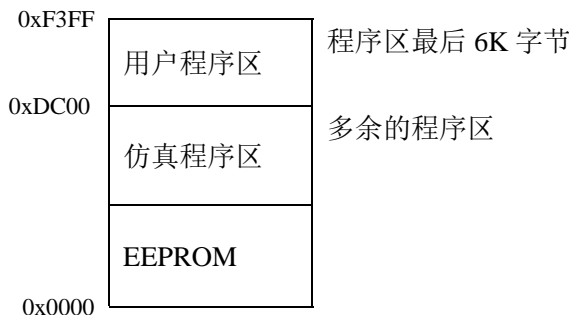 0xF3FF
程序区最后 6K 字节
用户程序区
0xDC00
多余的程序区
仿真程序区
EEPROM
0x0000